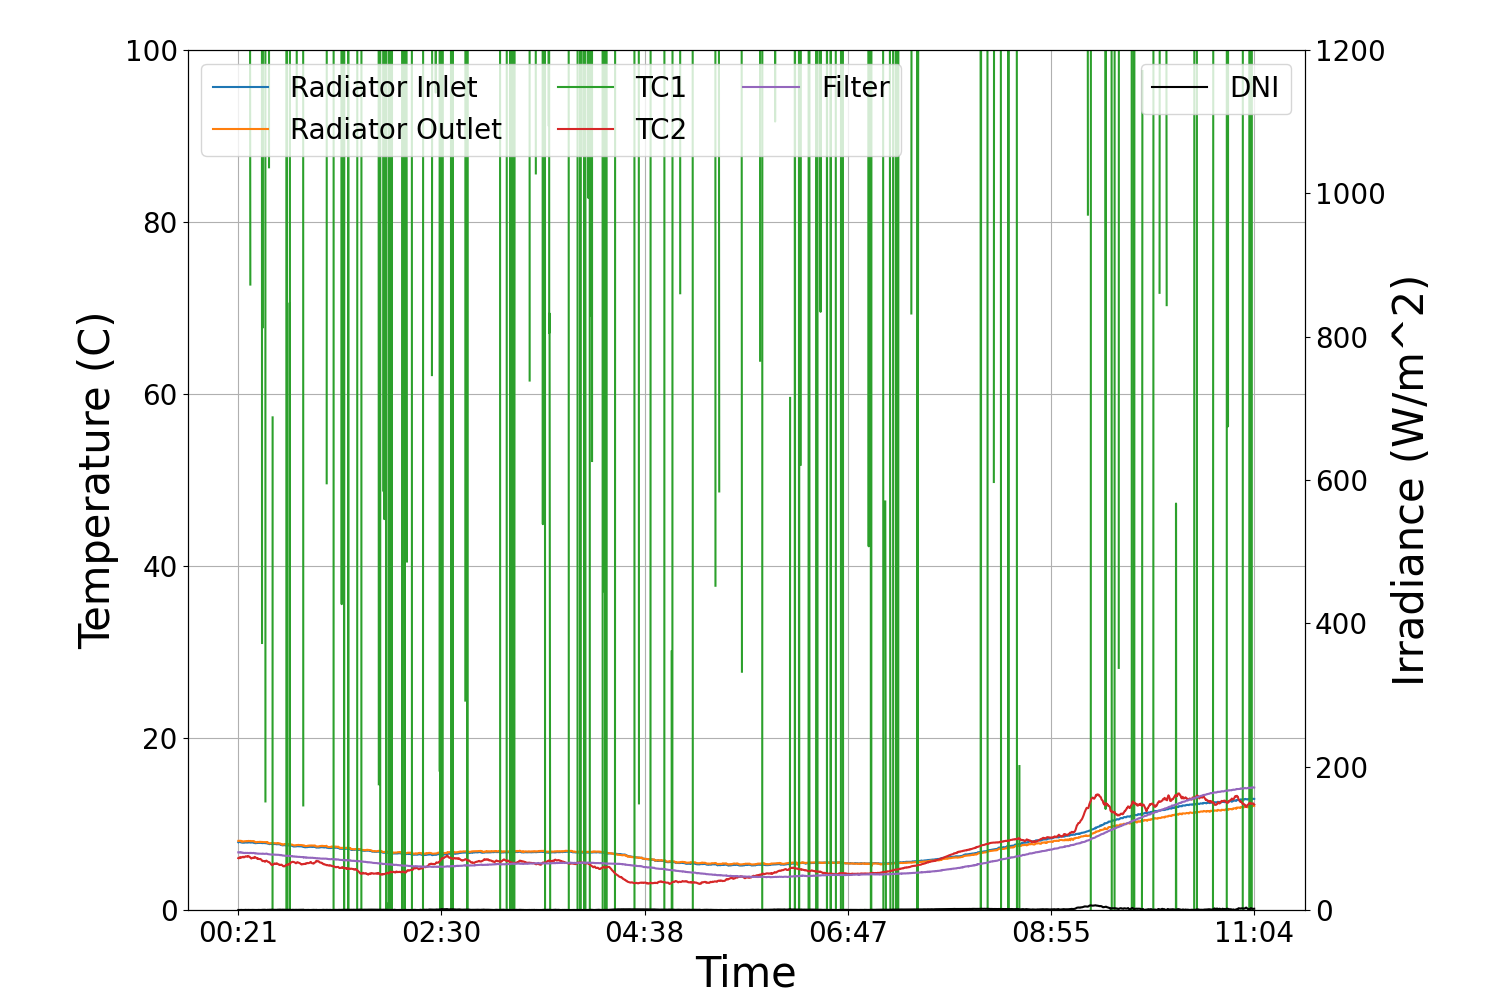 100
80
60
40
20
0
Temperature (C)
Radiator Inlet
Radiator Outlet
TC1
TC2
Filter
DNI
1200
1000
800
600
400
200
0
Irradiance (W/m^2)
00:21
02:30
04:38
06:47
08:55
11:04
Time